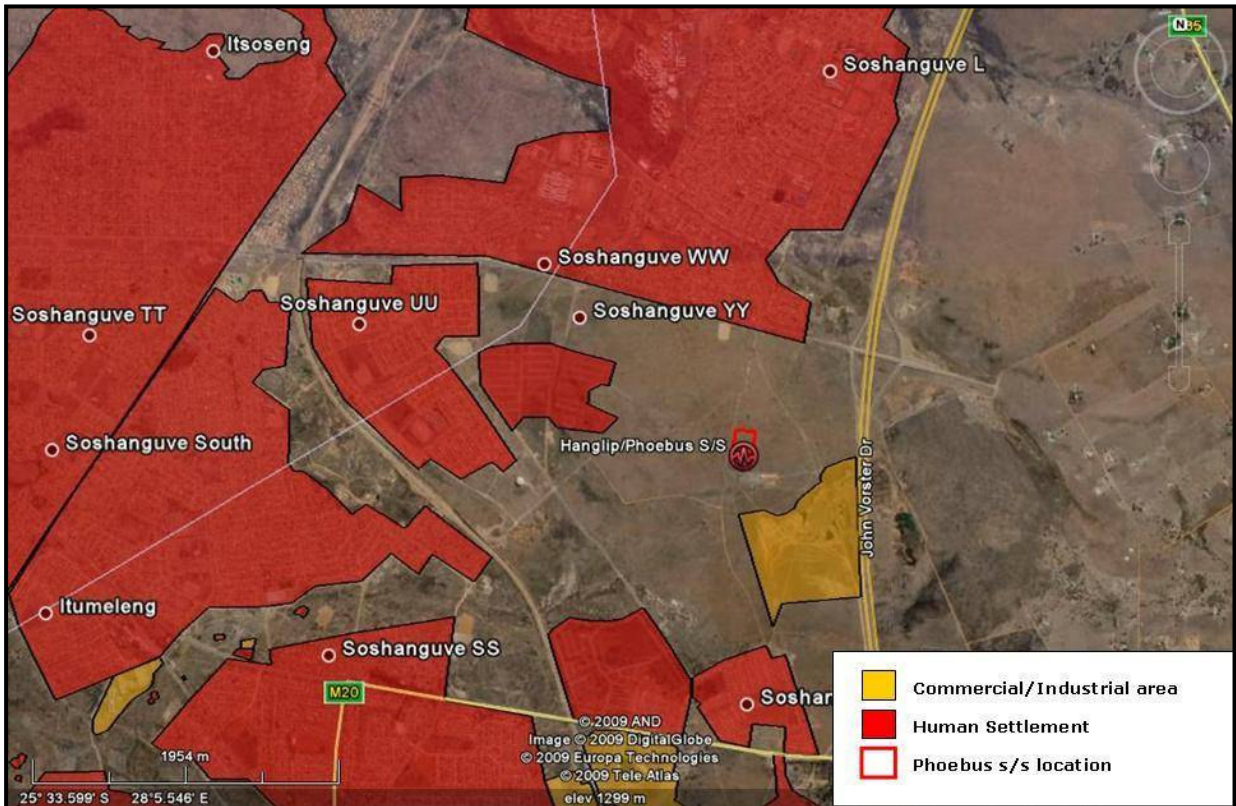 Itsoseng
Soshanguve L
N
Soshanguve WW
Soshanguve UU
Soshanguve YY
Soshanguve TT
Soshanguve South
Hanglip/Phoebus S/S
John Vorster Dr
Itumeleng
Soshanguve SS
M20
Soshan
1954 m
25° 33.599' S 28° 5.546' E
© 2009 AND
Image © 2009 DigitalGlobe
© 2009 Europa Technologies
© 2009 Tele Atlas
elev 1299 m
Commercial/Industrial area
Human Settlement
Phoebus s/s location